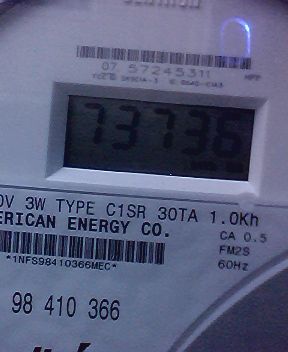 07 57245311
73736
0V 3W TYPE C1SR 30TA 1.0Kh
ERICAN ENERGY CO.
CA 0.5
FM2S
*1NFS98410366MEC*
60Hz
98 410 366